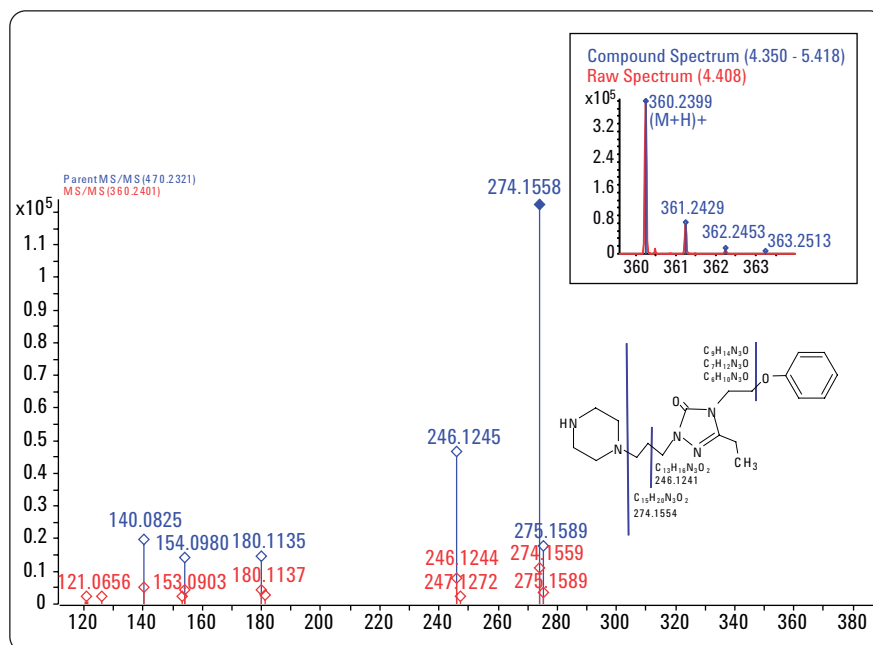 Compound Spectrum (4.350 - 5.418)
Raw Spectrum (4.408)
x10⁵
360.2399
(M+H)+
3.2
2.4
1.6
361.2429
0.8
362.2453
363.2513
0
360 361 362 363
Parent MS/MS (470.2321)
MS/MS (360.2401)
x10⁵
274.1558
1.1
1
0.9
0.8
0.7
0.6
0.5
0.4
0.3
0.2
0.1
0
246.1245
140.0825
154.0980
180.1135
275.1589
121.0656
153.0903
180.1137
246.1244
247.1272
274.1559
275.1589
C₉H₁₄N₃O
C₇H₁₂N₃O
C₆H₁₀N₃O
O
O
N
HN
N
N
N
CH₃
C₁₃H₁₆N₃O₂
246.1241
C₁₅H₂₀N₃O₂
274.1554
120 140 160 180 200 220 240 260 280 300 320 340 360 380